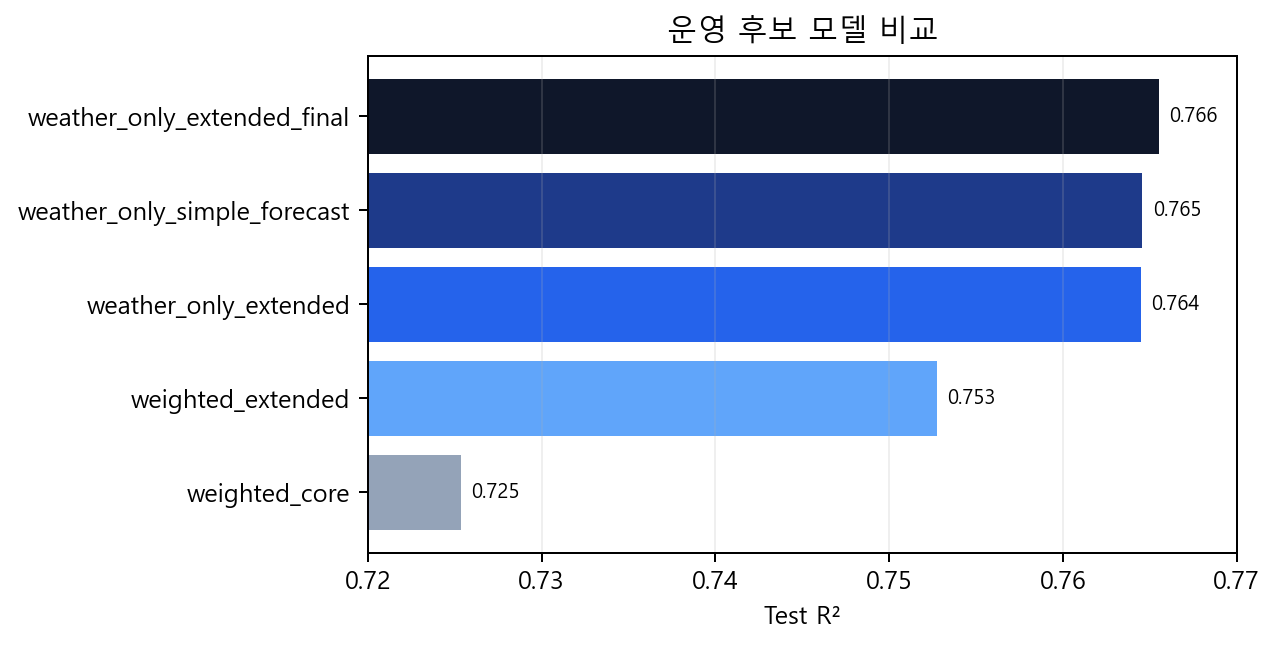 운영 후보 모델 비교
weather_only_extended_final
0.766
weather_only_simple_forecast
0.765
weather_only_extended
0.764
weighted_extended
0.753
weighted_core
0.725
0.72 0.73 0.74 0.75 0.76 0.77
Test R²